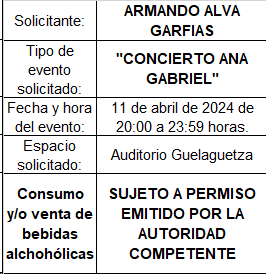 Solicitante: ARMANDO ALVA
GARFIAS
Tipo de
evento
solicitado:
"CONCIERTO ANA
GABRIEL"
Fecha y hora
del evento:
11 de abril de 2024 de
20:00 a 23:59 horas.
Espacio
solicitado:
Auditorio Guelaguetza
Consumo
y/o venta de
bebidas
alchohólicas
SUJETO A PERMISO
EMITIDO POR LA
AUTORIDAD
COMPETENTE